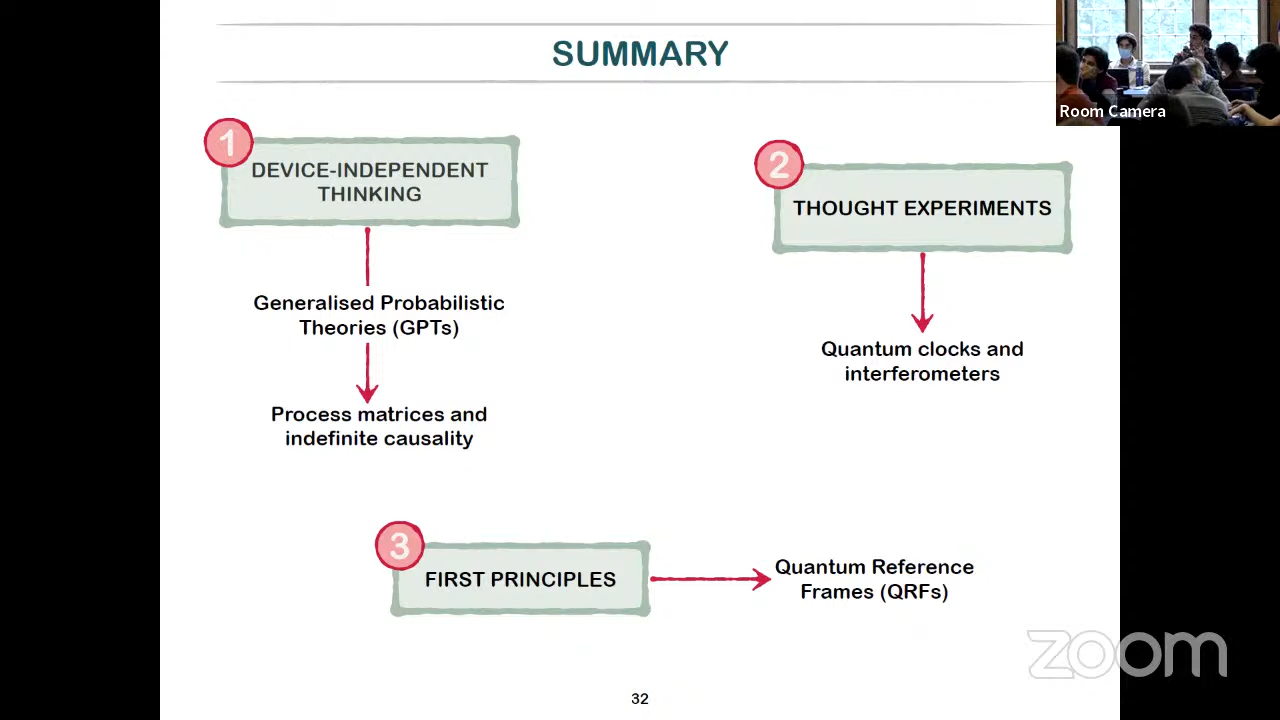 SUMMARY
Room Camera
1
DEVICE-INDEPENDENT
THINKING
Generalised Probabilistic
Theories (GPTs)
Process matrices and
indefinite causality
2
THOUGHT EXPERIMENTS
Quantum clocks and
interferometers
3
FIRST PRINCIPLES
Quantum Reference
Frames (QRFs)
zoom
32